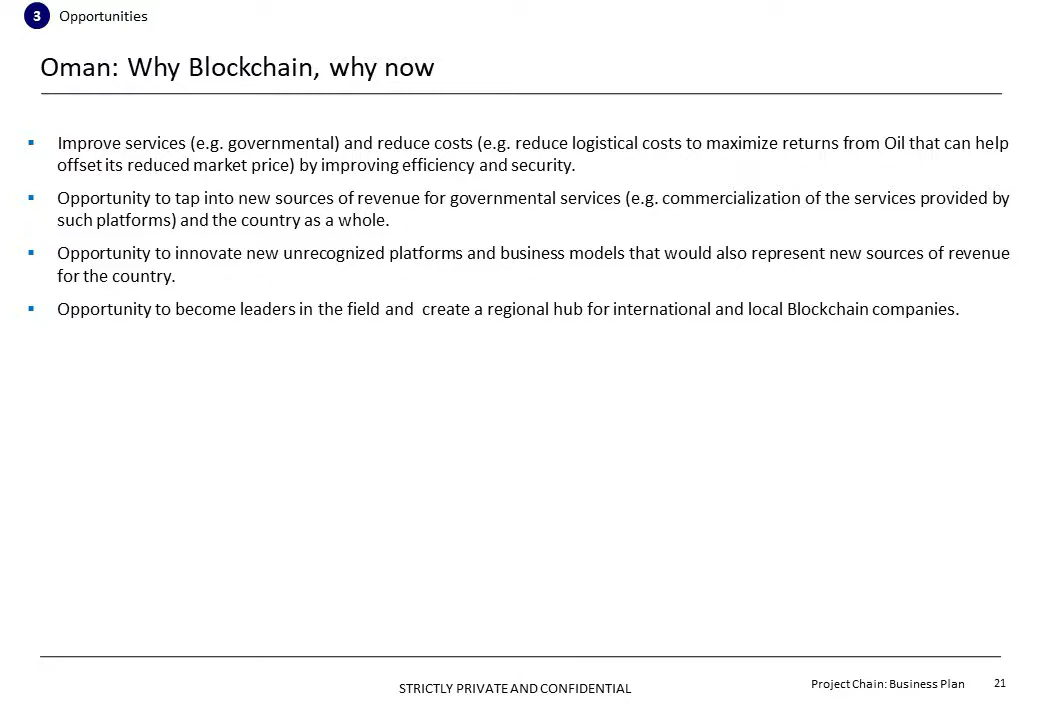 3 Opportunities
Oman: Why Blockchain, why now
▪ Improve services (e.g. governmental) and reduce costs (e.g. reduce logistical costs to maximize returns from Oil that can help
offset its reduced market price) by improving efficiency and security.
▪ Opportunity to tap into new sources of revenue for governmental services (e.g. commercialization of the services provided by
such platforms) and the country as a whole.
▪ Opportunity to innovate new unrecognized platforms and business models that would also represent new sources of revenue
for the country.
▪ Opportunity to become leaders in the field and  create a regional hub for international and local Blockchain companies.
STRICTLY PRIVATE AND CONFIDENTIAL
Project Chain: Business Plan 21